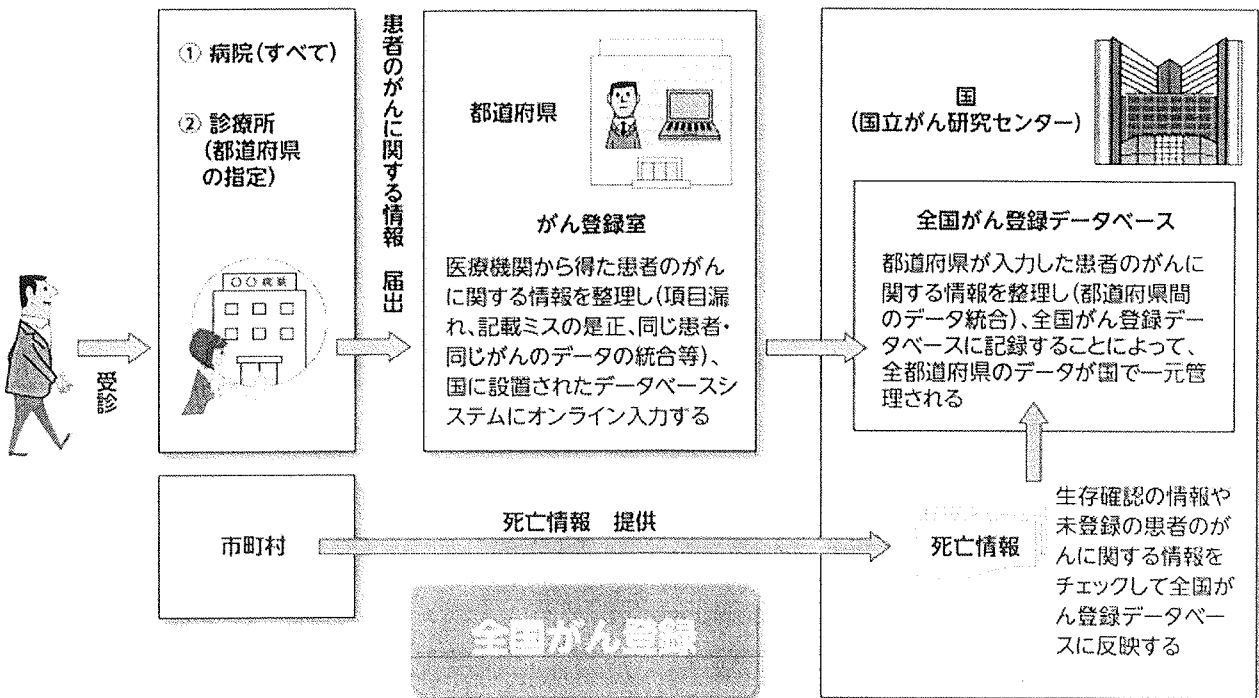 ① 病院(すべて)
② 診療所
(都道府県
の指定)
患者のがんに関する情報 届出
受診
都道府県
がん登録室
医療機関から得た患者のがん
に関する情報を整理し(項目漏
れ、記載ミスの是正、同じ患者・
同じがんのデータの統合等)、
国に設置されたデータベースシ
ステムにオンライン入力する
国
(国立がん研究センター)
全国がん登録データベース
都道府県が入力した患者のがんに
関する情報を整理し(都道府県間
のデータ統合)、全国がん登録デー
タベースに記録することによって、
全都道府県のデータが国で一元管
理される
市町村
死亡情報 提供
死亡情報
生存確認の情報や
未登録の患者のが
んに関する情報を
チェックして全国が
ん登録データベー
スに反映する
全国がん登録